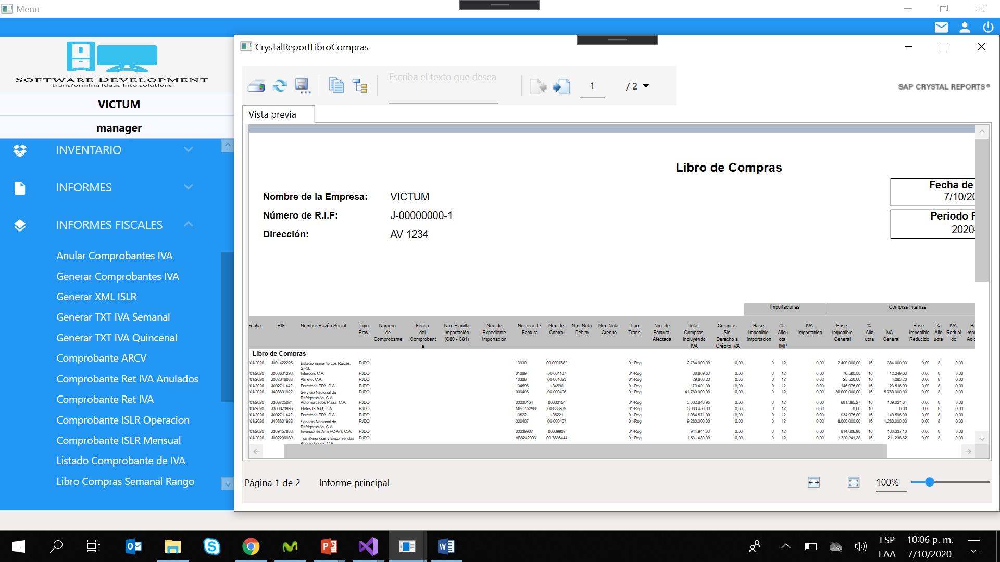 Menu
SOFTWARE DEVELOPMENT
transforming ideas into solutions
VICTUM
manager
INVENTARIO
INFORMES
INFORMES FISCALES
Anular Comprobantes IVA
Generar Comprobantes IVA
Generar XML ISLR
Generar TXT IVA Semanal
Generar TXT IVA Quincenal
Comprobante ARCV
Comprobante Ret IVA Anulados
Comprobante Ret IVA
Comprobante ISLR Operacion
Comprobante ISLR Mensual
Listado Comprobante de IVA
Libro Compras Semanal Rango
CrystalReportLibroCompras
Escriba el texto que desea
1 / 2
SAP CRYSTAL REPORTS®
Vista previa
Libro de Compras
Fecha de
7/10/20
Nombre de la Empresa: VICTUM
Número de R.I.F: J-00000000-1
Periodo F
2020-
Dirección: AV 1234
Importaciones Compras Internas
Fecha RIF Nombre Razón Social Tipo Número Fecha Nro. Planilla Nro. de Numero de Nro. de Nro. Nota Nro. Nota Tipo Nro. de Total Compras Base % IVA Base % Base % IVA Ba
Prov. de del Importación Expediente Factura Control Débito Credito Trans. Factura Compras Sin Imponible Alicu Importacion Imponible Alic IVA Imponible Alic Reduci Impo
Comprobante Comprobant (C80 - C81) Importación Afectada incluyendo Derecho a Importacion ota General uota General Reducido uota do Adic
e IVA Crédito IVA IMP
Libro de Compras
/01/2020 J001422226 Estacionamiento Los Ruices, PJDO 13930 00-0007682 01-Reg 2.784.000,00 0,00 0 12 0,00 2.400.000,00 16 384.000,00 0,00 8 0,00
S.R.L
/01/2020 J000631298 Intercon, C.A. PJDO 01089 00-001107 01-Reg 88.809,60 0,00 0 12 0,00 76.560,00 16 12.249,60 0,00 8 0,00
/01/2020 J002046082 Almete, C.A. PJDO 10308 00-001623 01-Reg 29.603,20 0,00 0 12 0,00 25.520,00 16 4.083,20 0,00 8 0,00
/01/2020 J002711442 Ferreteria EPA, C.A. PJDO 134596 134596 01-Reg 170.491,00 0,00 0 12 0,00 146.975,00 16 23.516,00 0,00 8 0,00
/01/2020 J408801922 Servicio Nacional de PJDO 000406 00-000406 01-Reg 41.760.000,00 0,00 0 12 0,00 36.000.000,00 16 5.760.000,00 0,00 8 0,00
Refrigeración, C.A.
/01/2020 J306725024 Automercados Plaza, C.A. PJDO 00030154 00030154 01-Reg 3.002.646,95 0,00 0 12 0,00 681.385,27 16 109.021,64 0,00 8 0,00
/01/2020 J300820998 Fletes G.A.G, C.A. PJDO MBO152988 00-838939 01-Reg 3.033.450,00 0,00 0 12 0,00 0,00 16 0,00 0,00 8 0,00
/01/2020 J002711442 Ferreteria EPA, C.A. PJDO 135221 135221 01-Reg 1.084.571,00 0,00 0 12 0,00 934.975,00 16 149.596,00 0,00 8 0,00
/01/2020 J408801922 Servicio Nacional de PJDO 000407 00-000407 01-Reg 9.280.000,00 0,00 0 12 0,00 8.000.000,00 16 1.280.000,00 0,00 8 0,00
Refrigeración, C.A.
/01/2020 J309457883 Inversiones Arfa PC A-1, C.A. PJDO 00039907 00039907 01-Reg 944.944,00 0,00 0 12 0,00 814.606,90 16 130.337,10 0,00 8 0,00
/01/2020 J002206080 Transferencias y Encomiendas PJDO AB8242093 00-7886444 01-Reg 1.531.480,00 0,00 0 12 0,00 1.320.241,38 16 211.238,62 0,00 8 0,00
Angulo Lopez, C.A.
Página 1 de 2 Informe principal 100%
ESP
LAA
10:06 p. m.
7/10/2020